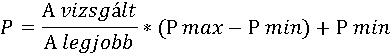 P = A vizsgált / A legjobb * (P max − P min) + P min